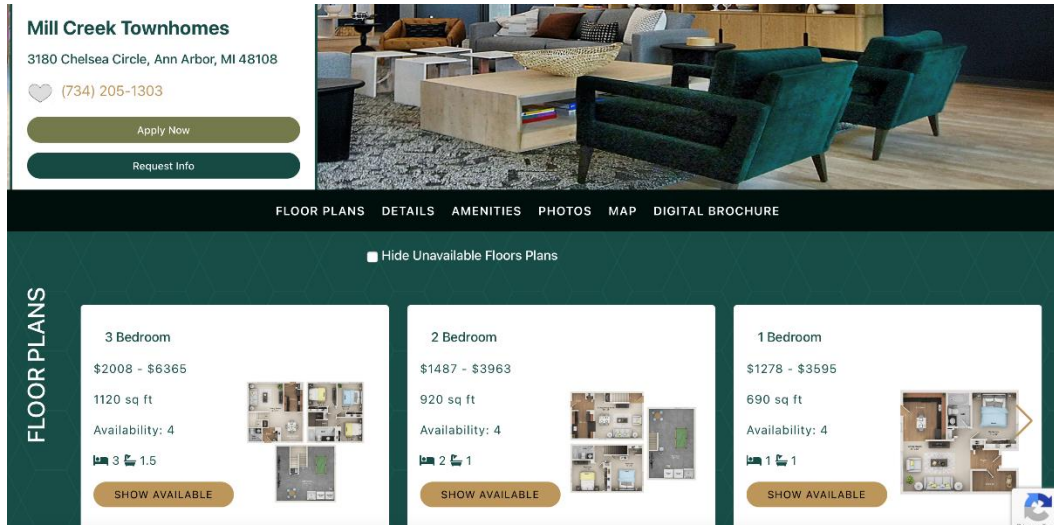 Mill Creek Townhomes
3180 Chelsea Circle, Ann Arbor, MI 48108
(734) 205-1303
Apply Now
Request Info
FLOOR PLANS DETAILS AMENITIES PHOTOS MAP DIGITAL BROCHURE
Hide Unavailable Floors Plans
FLOOR PLANS
3 Bedroom
$2008 - $6365
1120 sq ft
Availability: 4
3 1.5
SHOW AVAILABLE
2 Bedroom
$1487 - $3963
920 sq ft
Availability: 4
2 1
SHOW AVAILABLE
1 Bedroom
$1278 - $3595
690 sq ft
Availability: 4
1 1
SHOW AVAILABLE